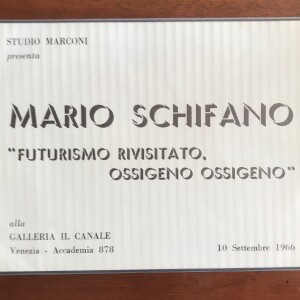 STUDIO MARCONI
presenta
MARIO SCHIFANO
"FUTURISMO RIVISITATO,
OSSIGENO OSSIGENO"
alla
GALLERIA IL CANALE
Venezia - Accademia 878
10 Settembre 1966